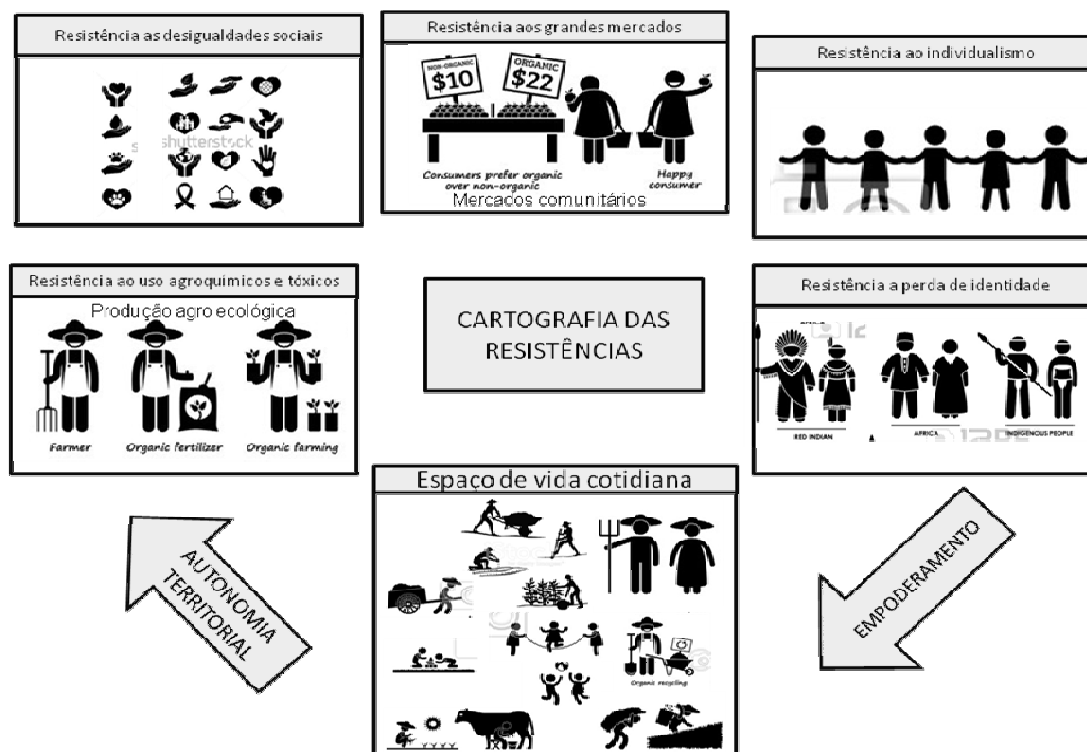 Resistência as desigualdades sociais
shutterstock
Resistência aos grandes mercados
NON-ORGANIC
$10
ORGANIC
$22
Consumers prefer organic
over non-organic
Happy
consumer
Mercados comunitários
Resistência ao individualismo
Resistência ao uso agroquimicos e tóxicos
Produção agro ecológica
Farmer
Organic fertilizer
Organic farming
CARTOGRAFIA DAS
RESISTÊNCIAS
Resistência a perda de identidade
RED INDIAN
AFRICA
INDIGENOUS PEOPLE
Espaço de vida cotidiana
Organic recycling
AUTONOMIA
TERRITORIAL
EMPODERAMENTO